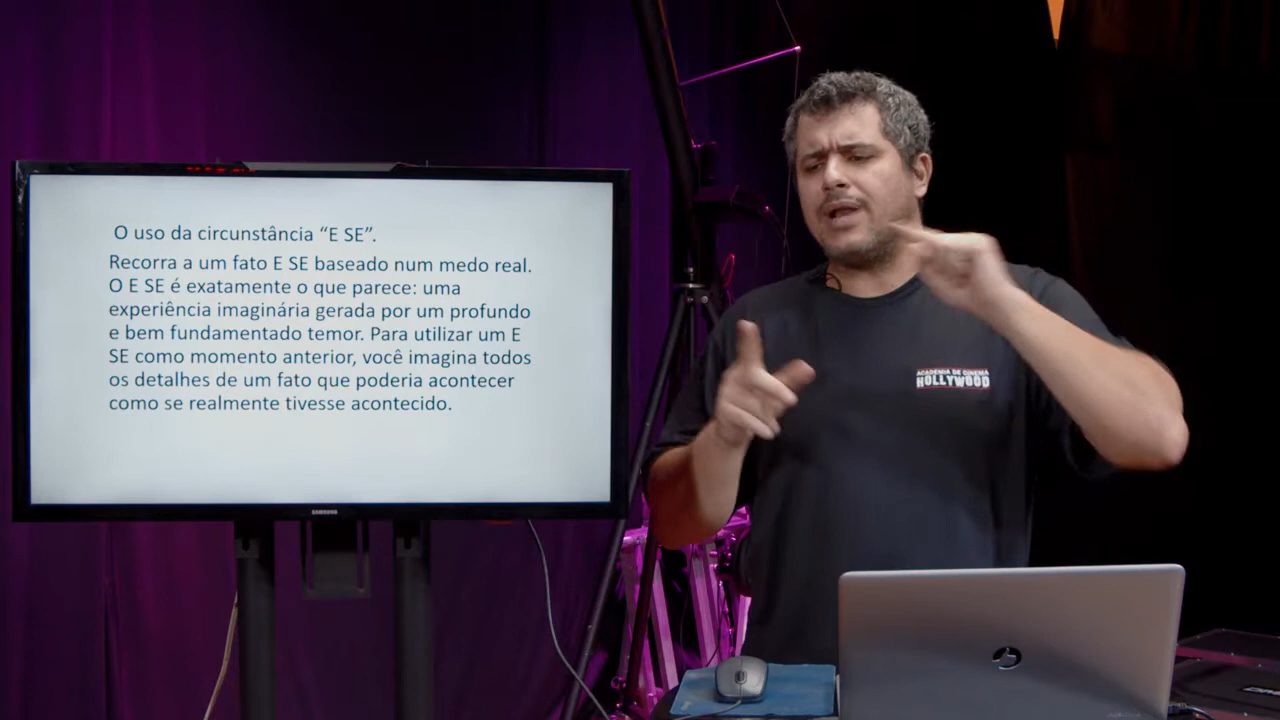 O uso da circunstância “E SE”.
Recorra a um fato E SE baseado num medo real.
O E SE é exatamente o que parece: uma
experiência imaginária gerada por um profundo
e bem fundamentado temor. Para utilizar um E
SE como momento anterior, você imagina todos
os detalhes de um fato que poderia acontecer
como se realmente tivesse acontecido.
SAMSUNG
ACADEMIA DE CINEMA
HOLLYWOOD